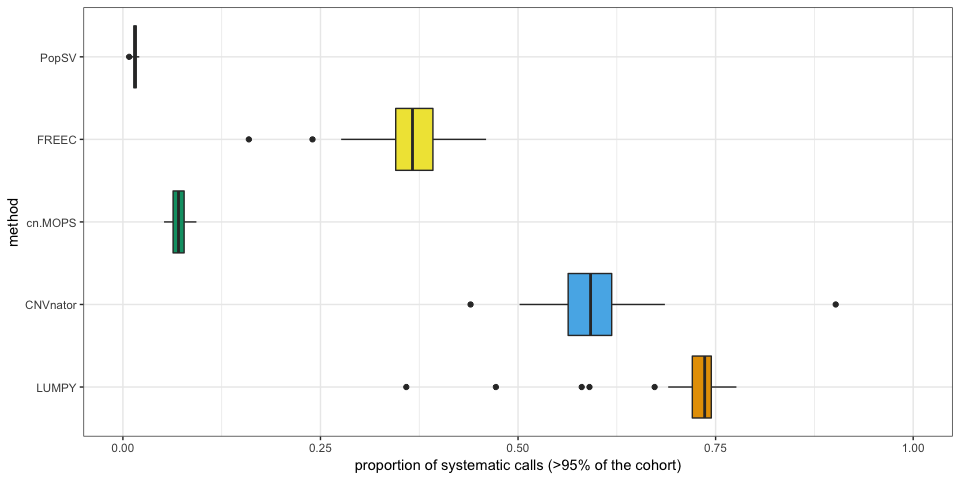 method
PopSV
FREEC
cn.MOPS
CNVnator
LUMPY
0.00 0.25 0.50 0.75 1.00
proportion of systematic calls (>95% of the cohort)